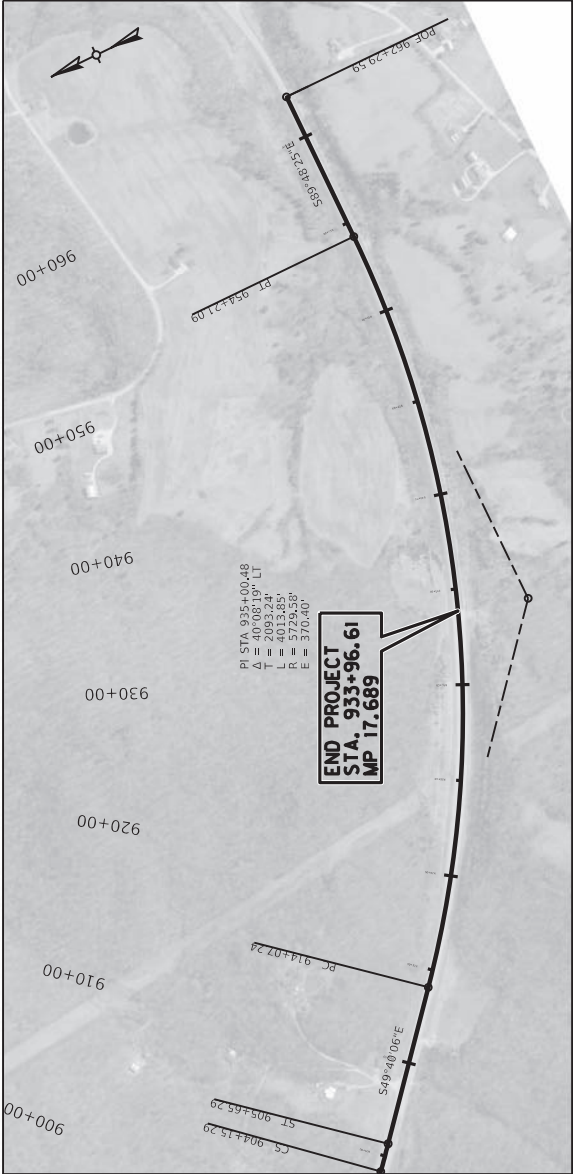 POE 962+29.59
S89°48'25"E
PT 954+21.09
960+00
950+00
940+00
PI STA 935+00.48
Δ = 40°08'19" LT
T = 2093.24'
L = 4013.85'
R = 5729.58'
E = 370.40'
END PROJECT
STA. 933+96.61
MP 17.689
930+00
920+00
PC 914+07.24
910+00
S49°40'06"E
ST 905+65.29
CS 904+15.29
900+00